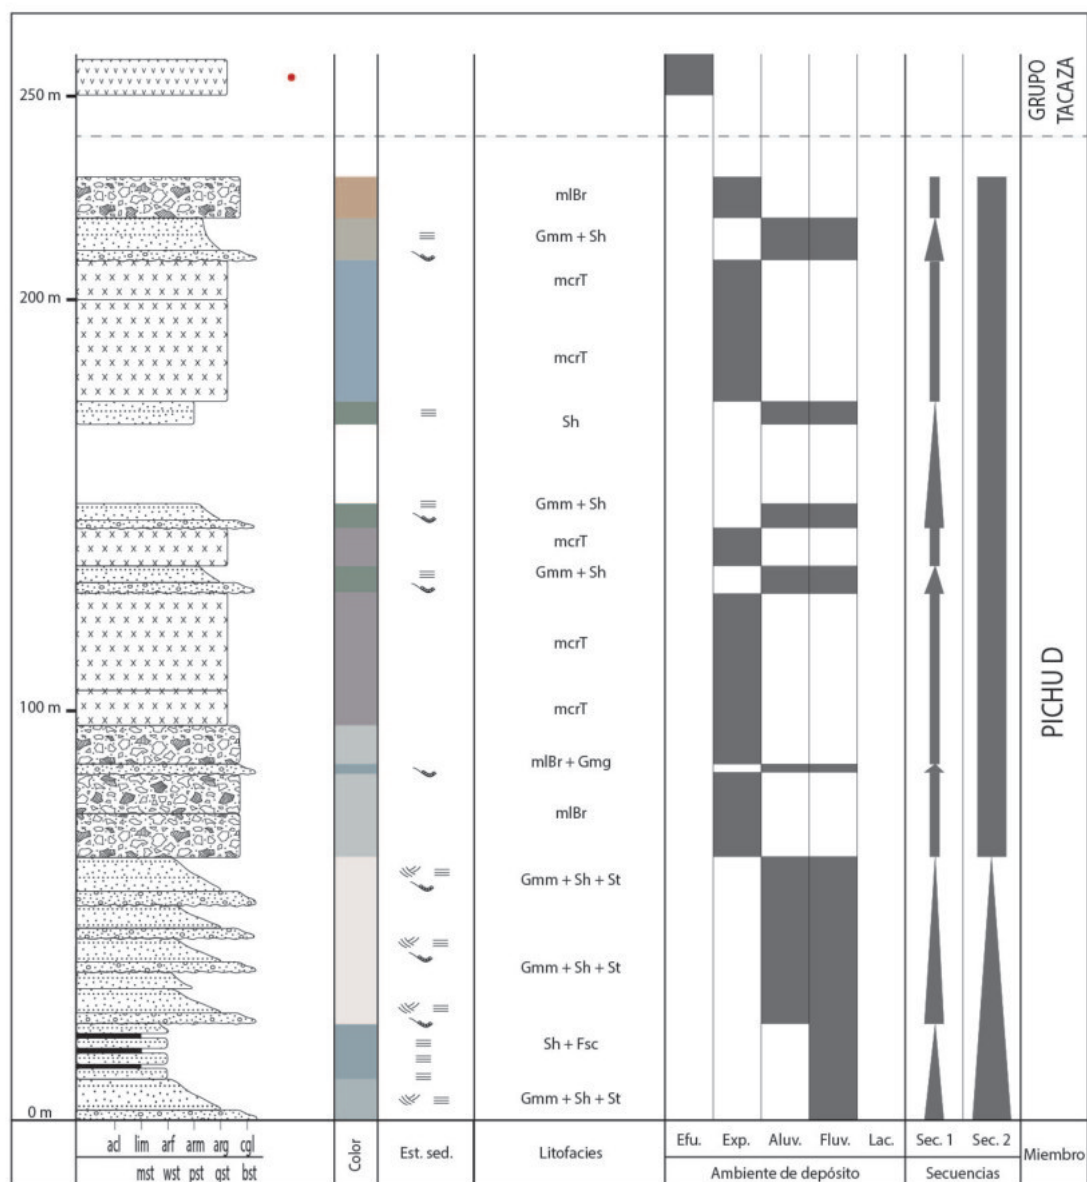 GRUPO
TACAZA
250 m
mlBr
Gmm + Sh
mcrT
200 m
mcrT
Sh
Gmm + Sh
mcrT
Gmm + Sh
mcrT
PICHU D
100 m
mcrT
mlBr + Gmg
mlBr
Gmm + Sh + St
Gmm + Sh + St
Sh + Fsc
Gmm + Sh + St
0 m
acl lim arf arm arg cgl
mst wst pst gst bst
Color
Est. sed.
Litofacies
Efu. Exp. Aluv. Fluv. Lac.
Ambiente de depósito
Sec. 1 Sec. 2
Secuencias
Miembro